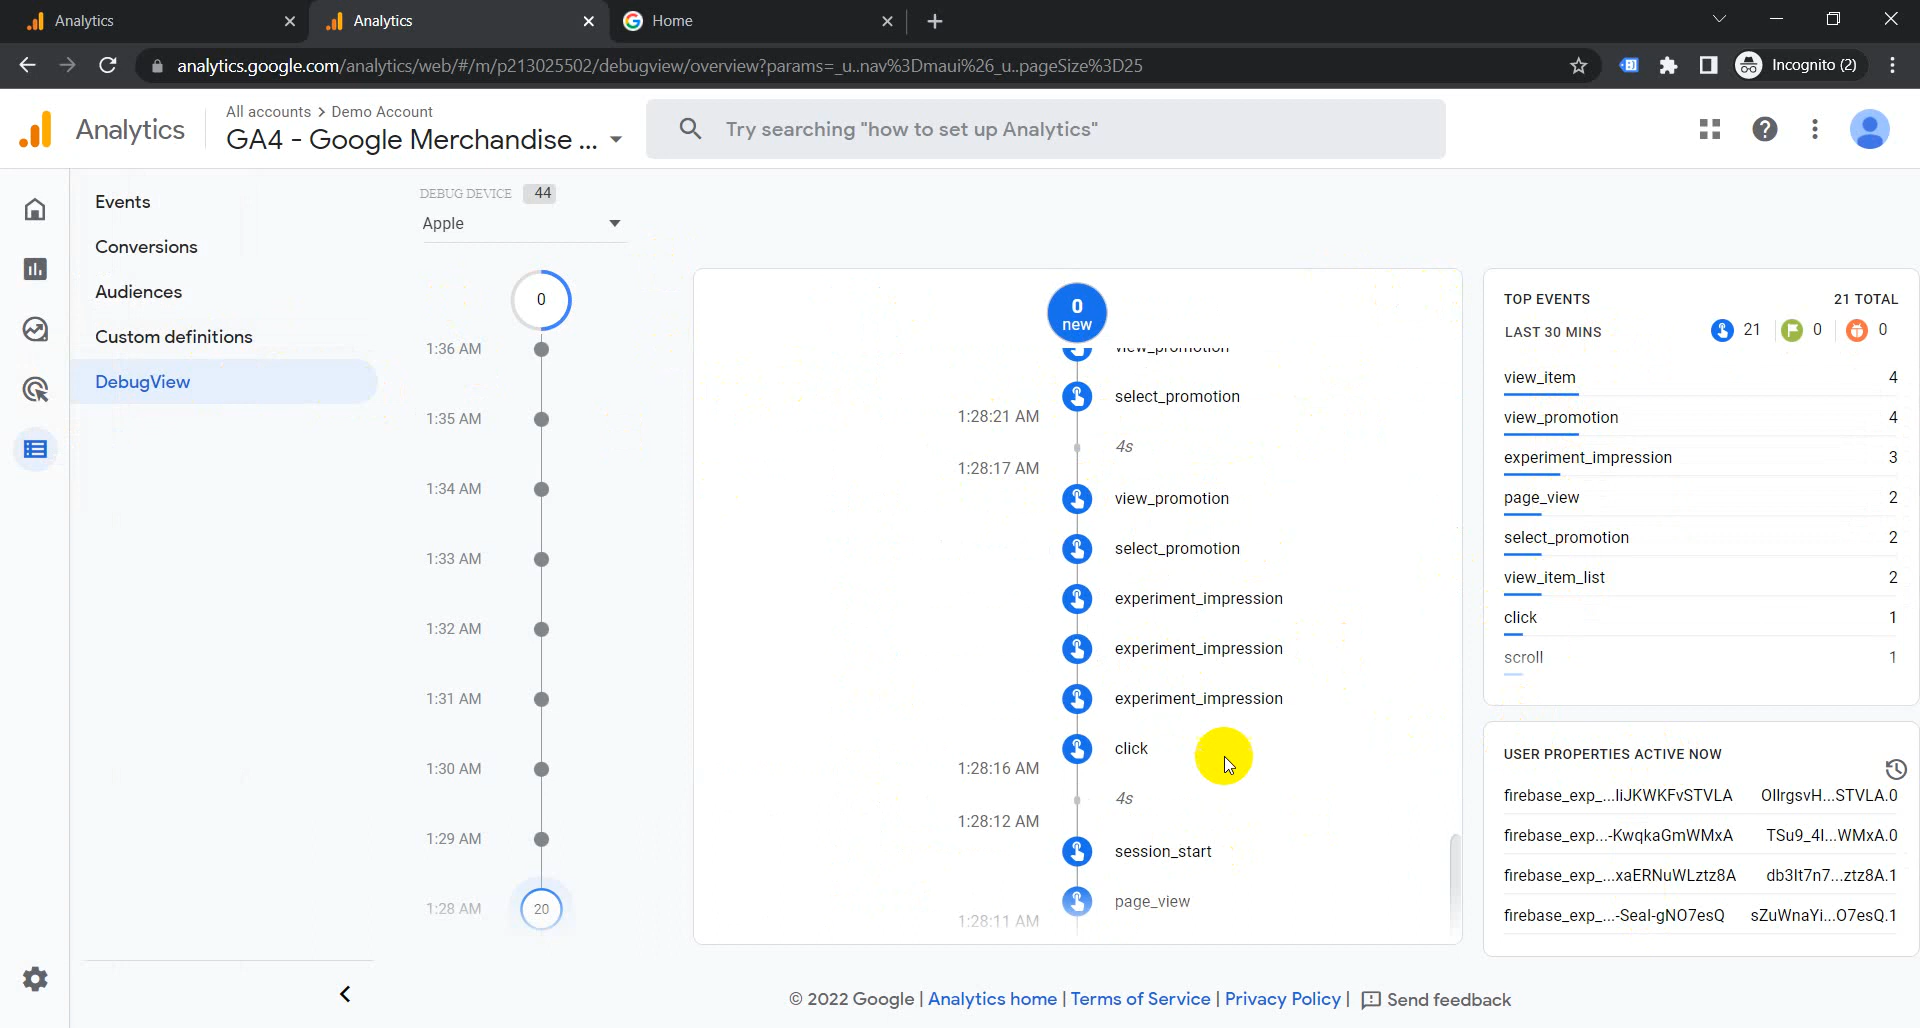 Analytics
Analytics
Home
analytics.google.com/analytics/web/#/m/p213025502/debugview/overview?params=_u..nav%3Dmaui%26_u..pageSize%3D25
Incognito (2)
Analytics
All accounts > Demo Account
GA4 - Google Merchandise ...
Try searching "how to set up Analytics"
Events
Conversions
Audiences
Custom definitions
DebugView
DEBUG DEVICE 44
Apple
0
1:36 AM
1:35 AM
1:34 AM
1:33 AM
1:32 AM
1:31 AM
1:30 AM
1:29 AM
1:28 AM 20
0
new
view_promotion
select_promotion
1:28:21 AM
4s
1:28:17 AM
view_promotion
select_promotion
experiment_impression
experiment_impression
experiment_impression
click
1:28:16 AM
4s
1:28:12 AM
session_start
page_view
1:28:11 AM
TOP EVENTS 21 TOTAL
LAST 30 MINS 21 0 0
view_item 4
view_promotion 4
experiment_impression 3
page_view 2
select_promotion 2
view_item_list 2
click 1
scroll 1
USER PROPERTIES ACTIVE NOW
firebase_exp_...liJKWKFvSTVLA OIlrgsvH...STVLA.0
firebase_exp...-KwqkaGmWMxA TSu9_4l...WMxA.0
firebase_exp...xaERNuWLztz8A db3lt7n7...ztz8A.1
firebase_exp_...-Seal-gNO7esQ sZuWnaYi...O7esQ.1
© 2022 Google | Analytics home | Terms of Service | Privacy Policy | Send feedback